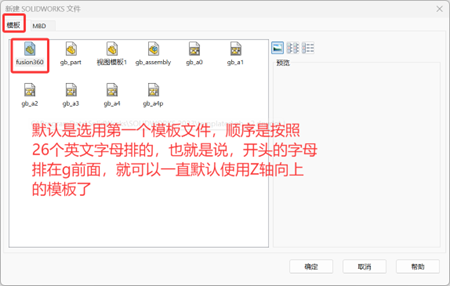 新建 SOLIDWORKS 文件
模板 MBD
fusion360 gb_part 视图模板1 gb_assembly gb_a0 gb_a1
预览
gb_a2 gb_a3 gb_a4 gb_a4p
默认是选用第一个模板文件，顺序是按照
26个英文字母排的，也就是说，开头的字母
排在g前面，就可以一直默认使用Z轴向上
的模板了
确定 取消 帮助